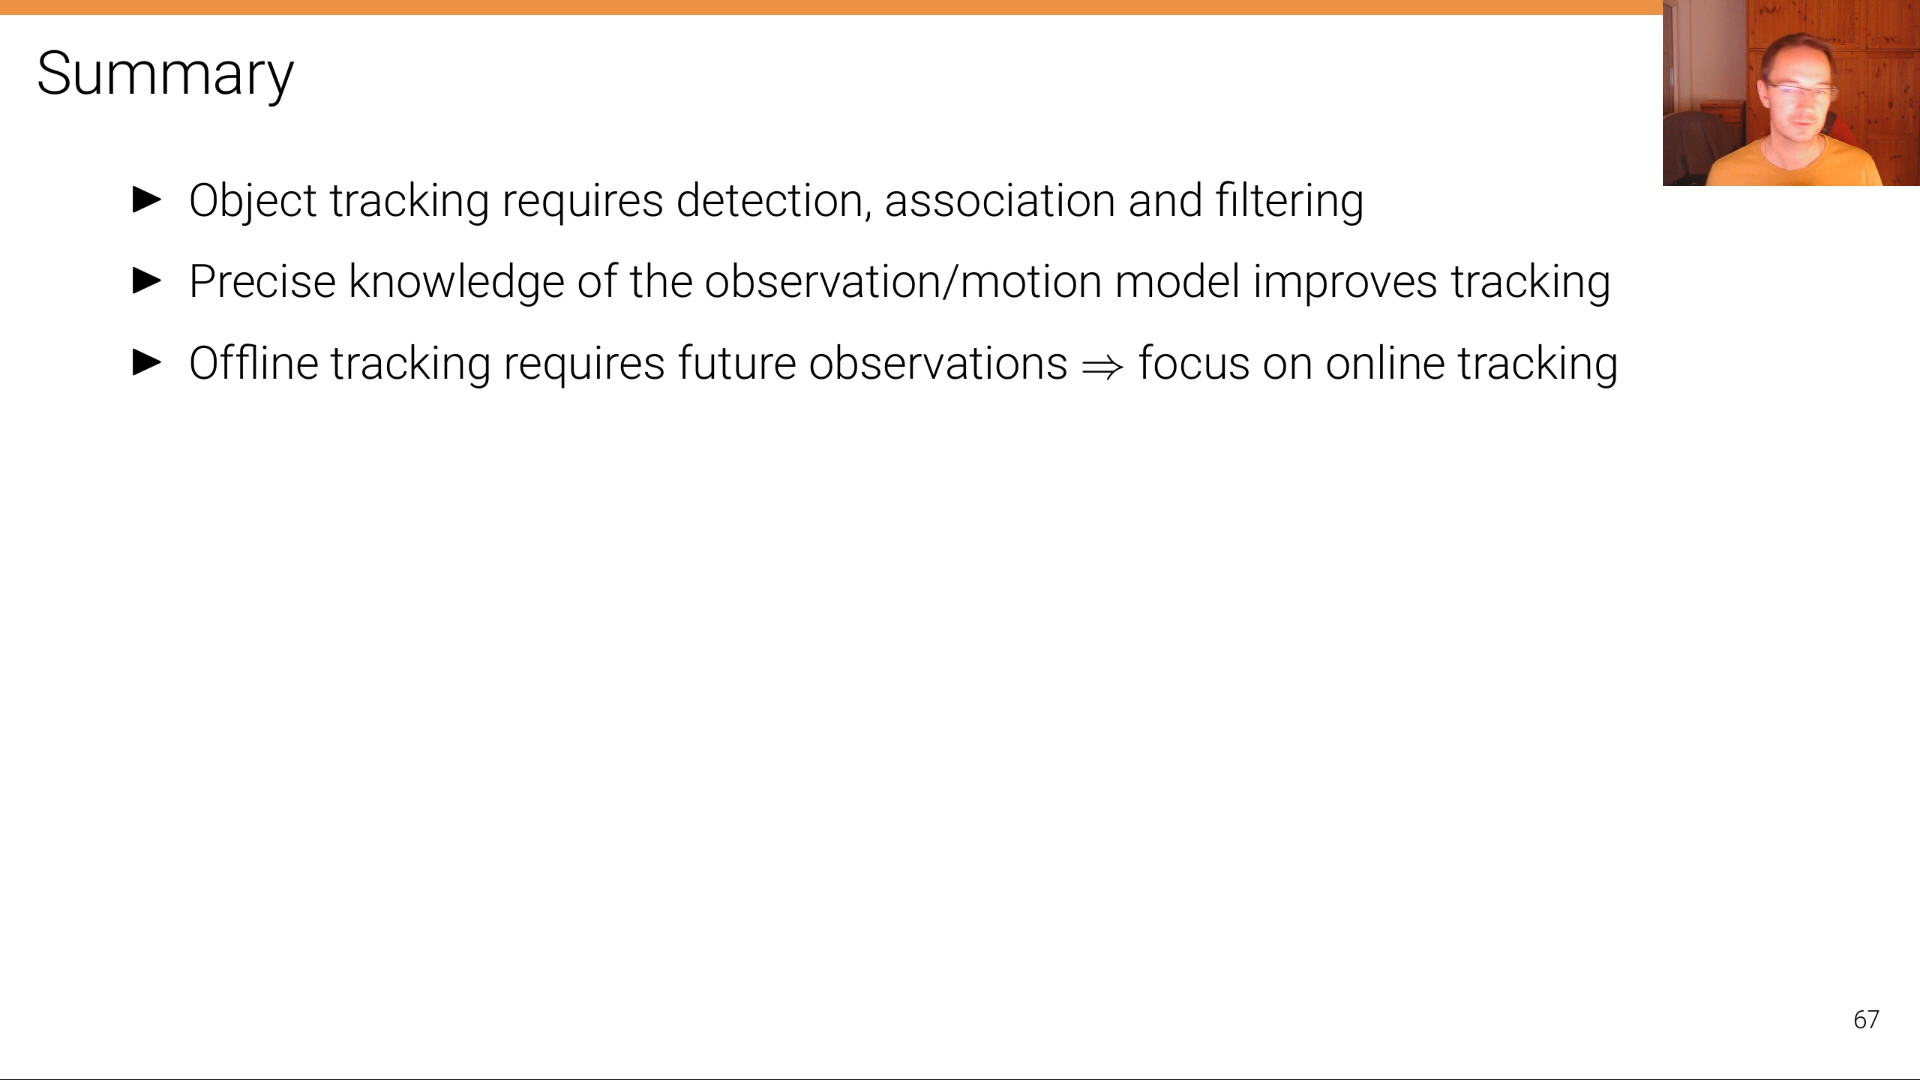 Summary
► Object tracking requires detection, association and filtering
► Precise knowledge of the observation/motion model improves tracking
► Offline tracking requires future observations ⇒ focus on online tracking
67